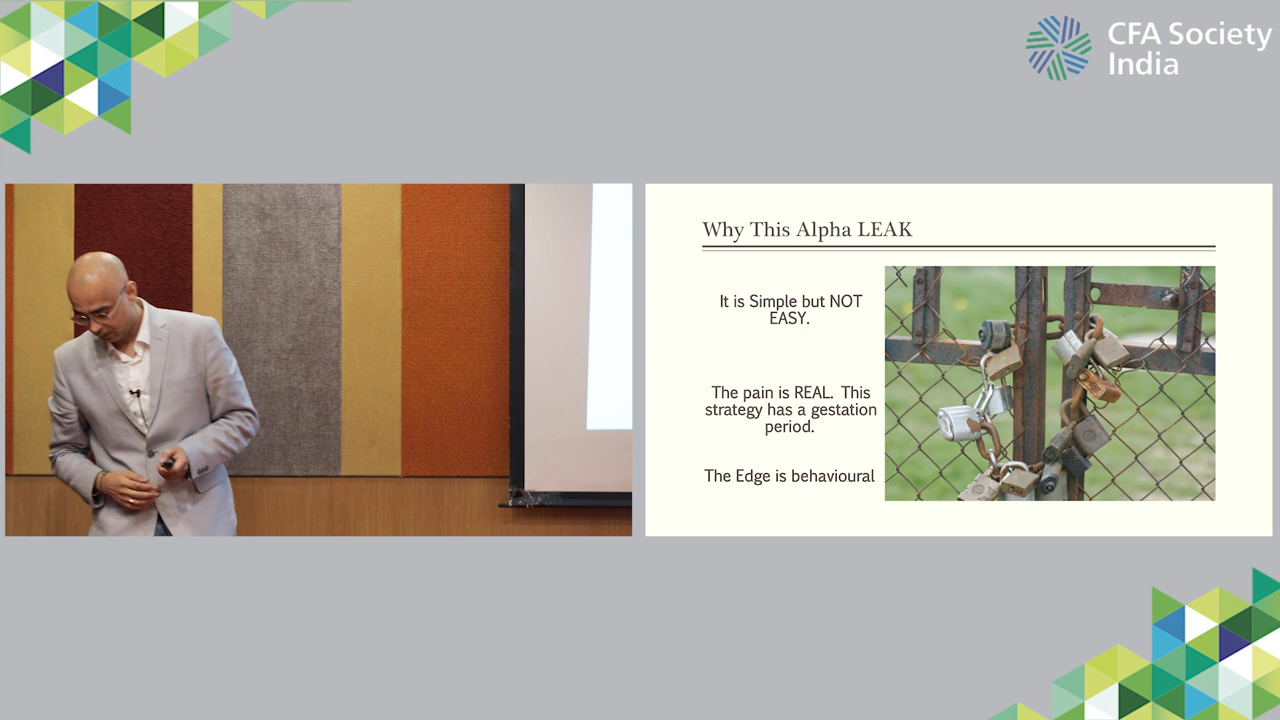 CFA Society
India
Why This Alpha LEAK
It is Simple but NOT
EASY.
The pain is REAL. This
strategy has a gestation
period.
The Edge is behavioural